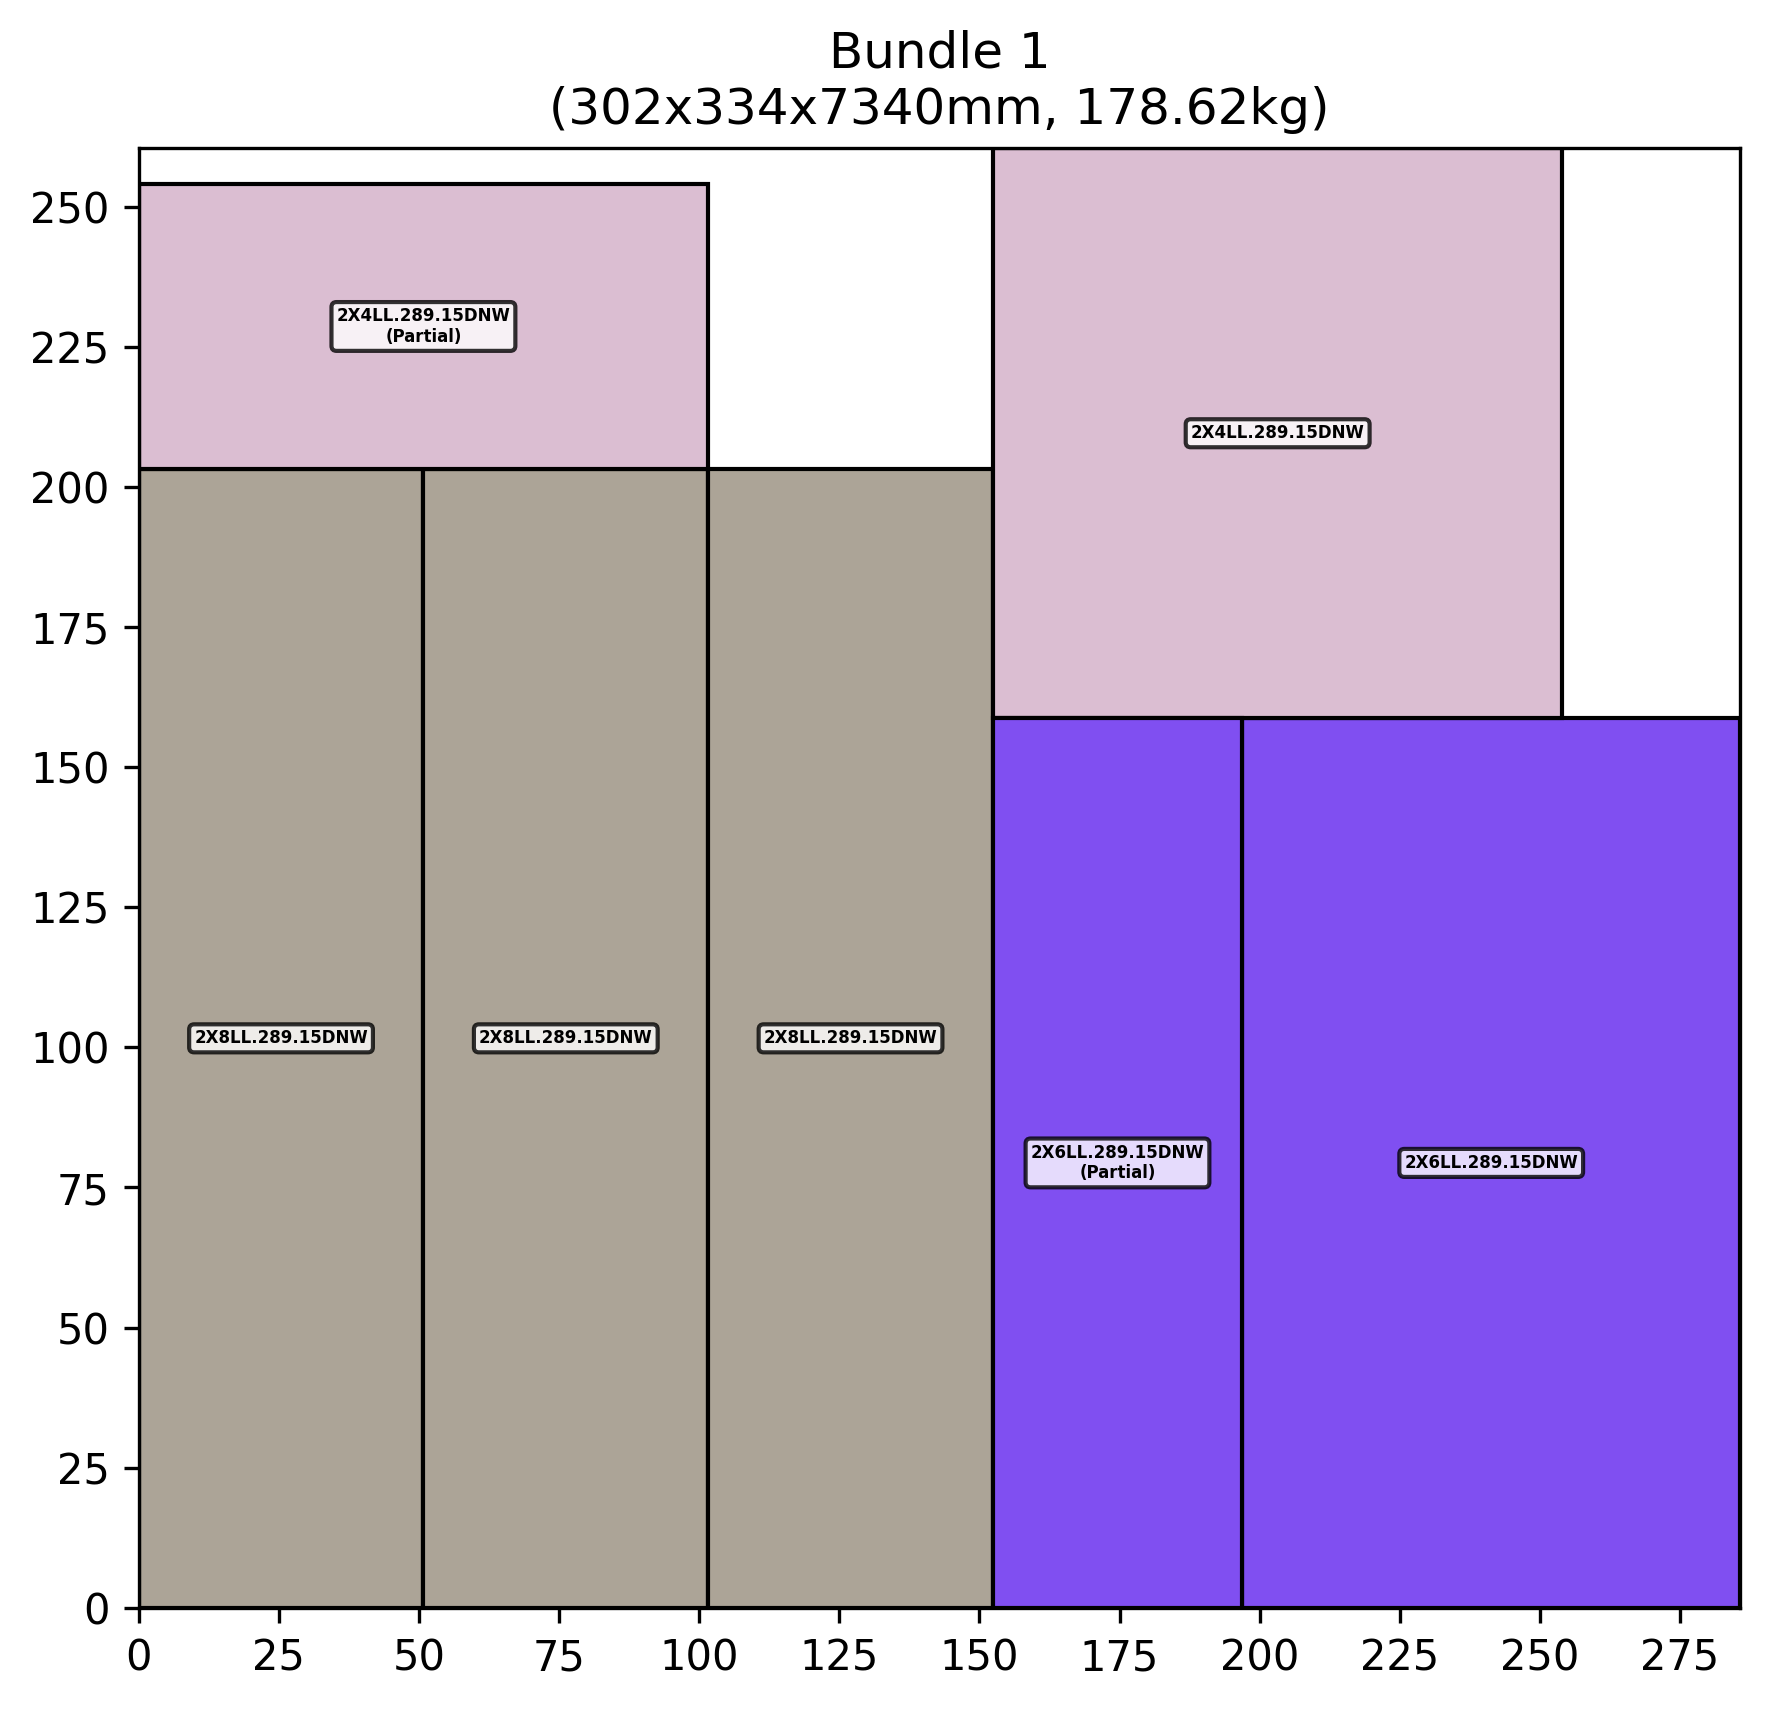 Bundle 1
(302x334x7340mm, 178.62kg)
250
225
200
175
150
125
100
75
50
25
0
2X4LL.289.15DNW
(Partial)
2X4LL.289.15DNW
2X8LL.289.15DNW
2X8LL.289.15DNW
2X8LL.289.15DNW
2X6LL.289.15DNW
(Partial)
2X6LL.289.15DNW
0 25 50 75 100 125 150 175 200 225 250 275